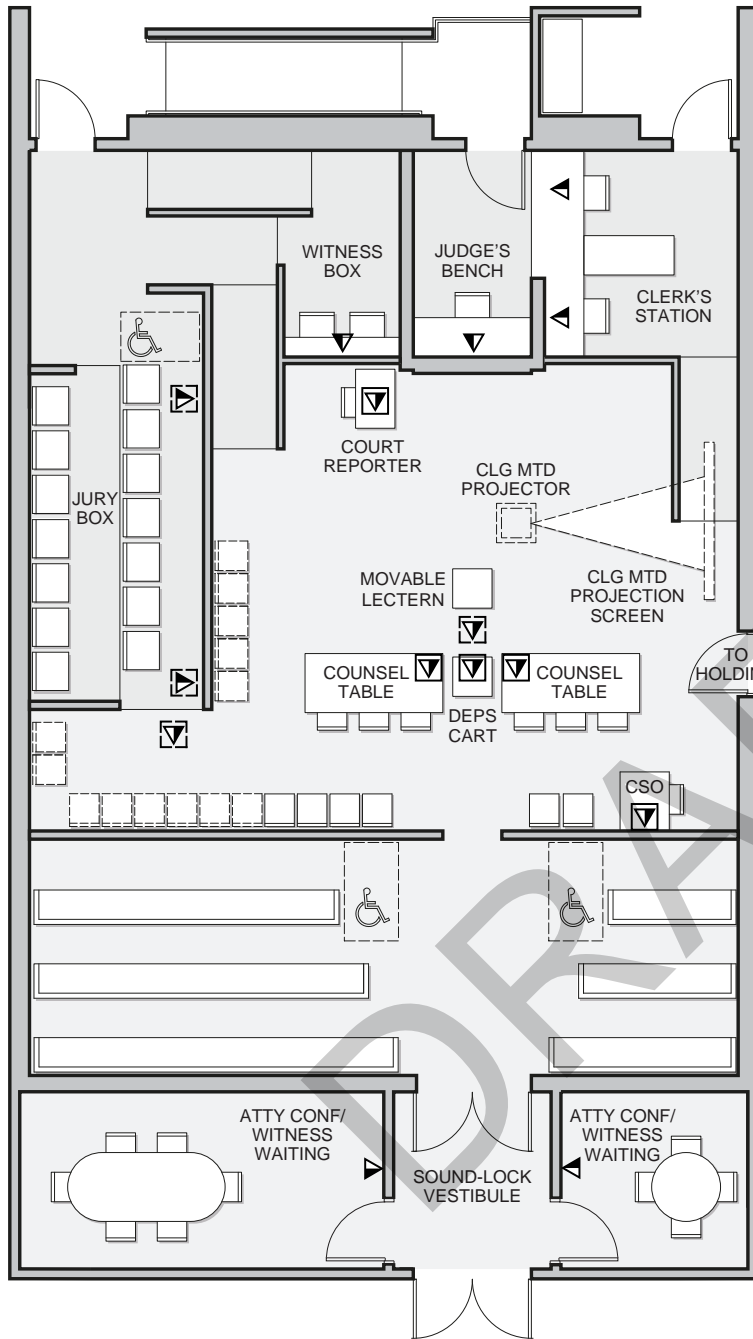 WITNESS
BOX
JUDGE'S
BENCH
CLERK'S
STATION
COURT
REPORTER
CLG MTD
PROJECTOR
JURY
BOX
MOVABLE
LECTERN
CLG MTD
PROJECTION
SCREEN
TO
HOLDIN
COUNSEL
TABLE
COUNSEL
TABLE
DEPS
CART
CSO
ATTY CONF/
WITNESS
WAITING
SOUND-LOCK
VESTIBULE
ATTY CONF/
WITNESS
WAITING
DRA